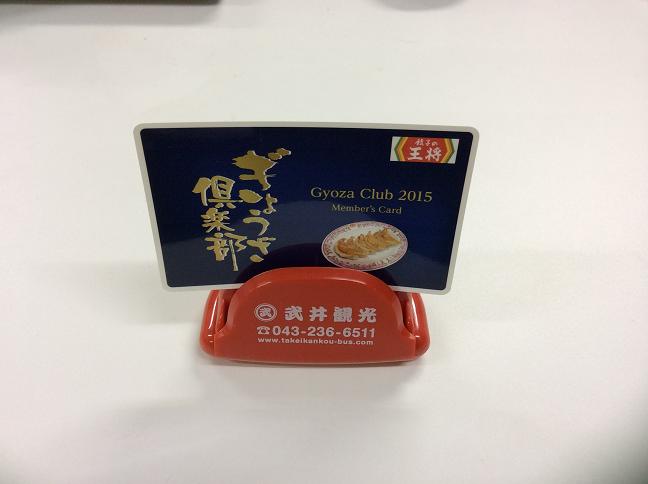 ぎょうざ
倶楽部
餃子の
王将
Gyoza Club 2015
Member's Card
武 武井観光
☎043-236-6511
www.takeikankou-bus.com